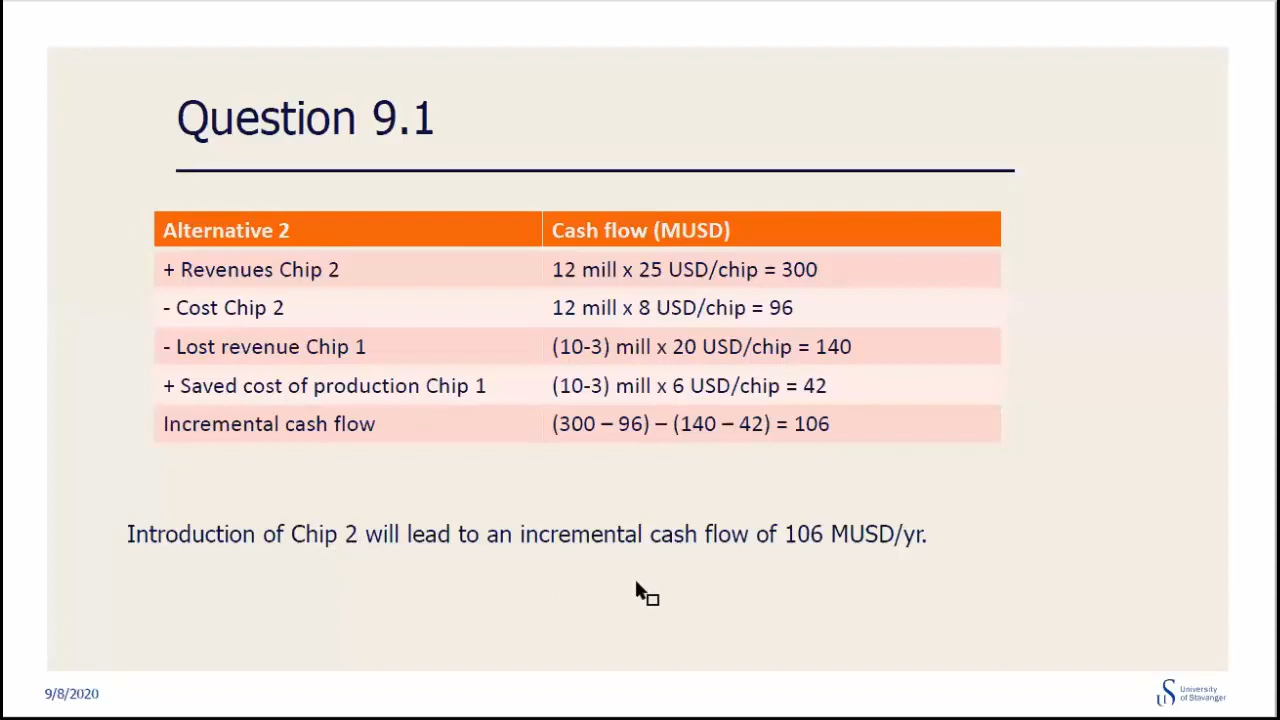 Question 9.1
Alternative 2 Cash flow (MUSD)
+ Revenues Chip 2 12 mill x 25 USD/chip = 300
- Cost Chip 2 12 mill x 8 USD/chip = 96
- Lost revenue Chip 1 (10-3) mill x 20 USD/chip = 140
+ Saved cost of production Chip 1 (10-3) mill x 6 USD/chip = 42
Incremental cash flow (300 – 96) – (140 – 42) = 106
Introduction of Chip 2 will lead to an incremental cash flow of 106 MUSD/yr.
9/8/2020
University
of Stavanger